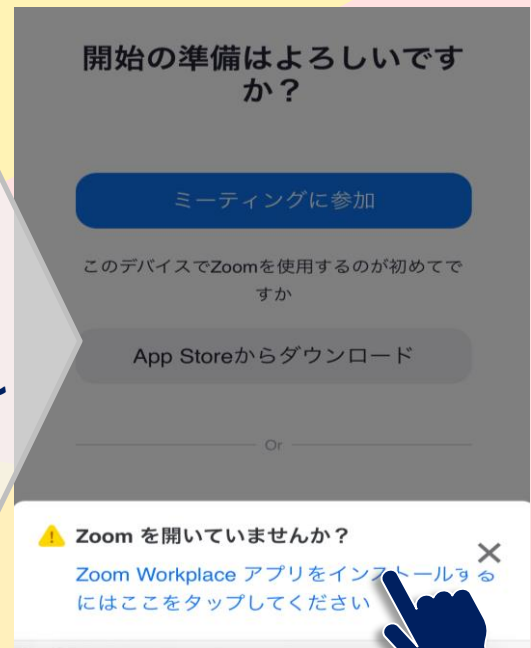 開始の準備はよろしいです
か？
ミーティングに参加
このデバイスでZoomを使用するのが初めてで
すか
App Storeからダウンロード
Or
Zoom を開いていませんか？
Zoom Workplace アプリをインストールする
にはここをタップしてください